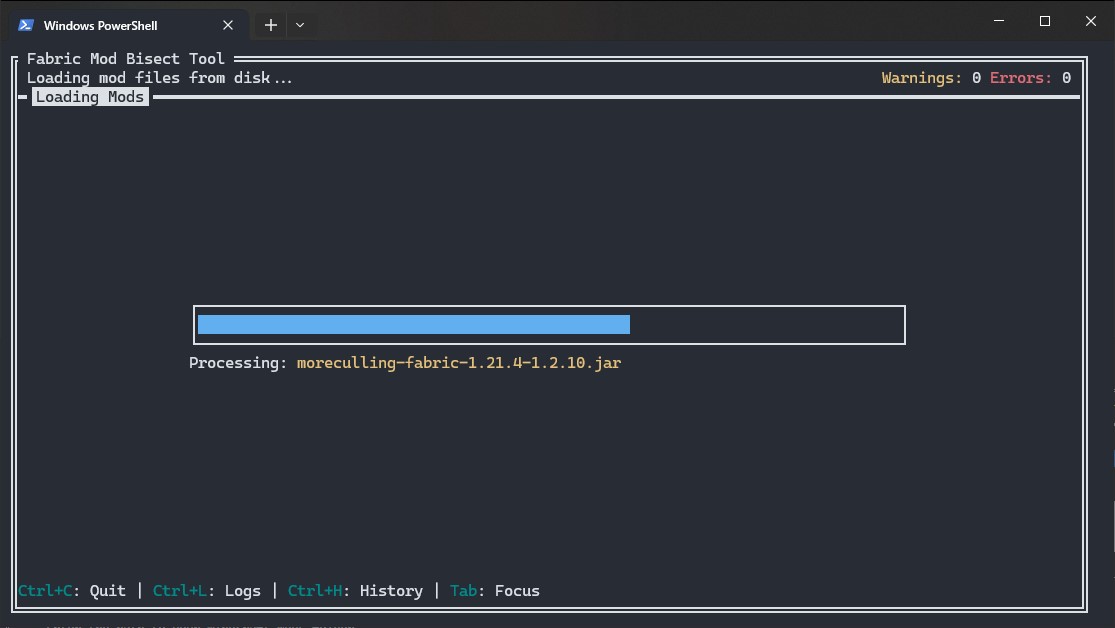 Windows PowerShell
Fabric Mod Bisect Tool
Loading mod files from disk...
Warnings: 0 Errors: 0
Loading Mods
Processing: moreculling-fabric-1.21.4-1.2.10.jar
Ctrl+C: Quit | Ctrl+L: Logs | Ctrl+H: History | Tab: Focus